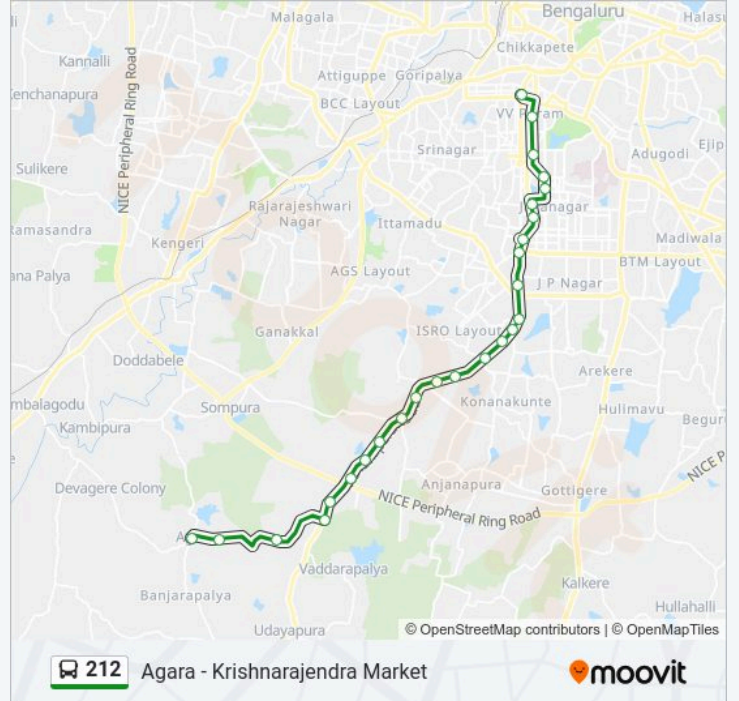 Bengaluru
Malagala
Halasu
Chikkapete
Kannalli
Attiguppe
Goripalya
enchanapura
BCC Layout
VV Puram
NICE Peripheral Ring Road
Srinagar
Adugodi
Ejip
Sulikere
Rajarajeshwari
Nagar
Jayanagar
Ittamadu
amasandra
Kengeri
Madiwala
BTM Layout
ana Palya
AGS Layout
J P Nagar
Ganakkal
ISRO Layout
Doddabele
Arekere
mbalagodu
Sompura
Konanakunte
Hulimavu
Kambipura
Begur
NICE P
Devagere Colony
Anjanapura
Gottigere
NICE Peripheral Ring Road
Vaddarapalya
Kalkere
Banjarapalya
Hullahalli
Udayapura
© OpenStreetMap contributors | © OpenMapTiles
212 Agara - Krishnarajendra Market
moovit